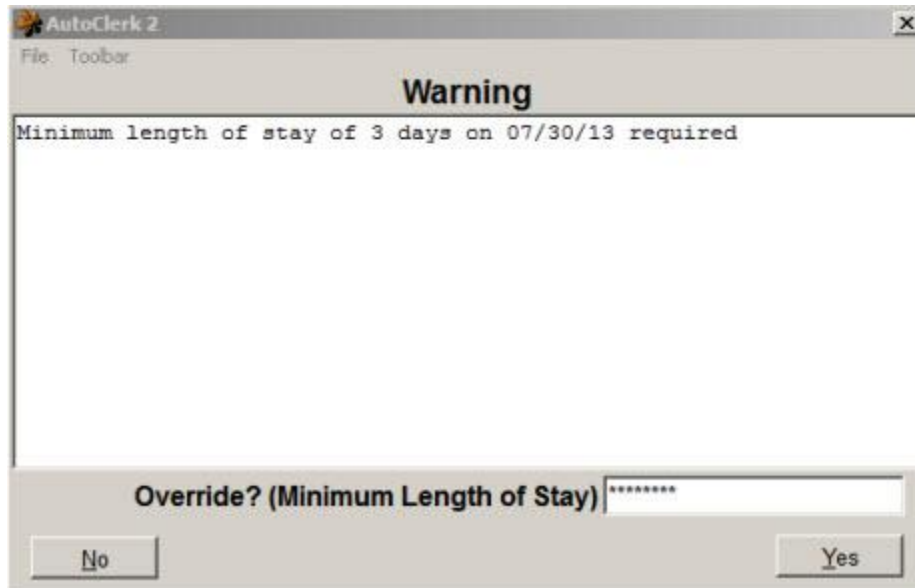 AutoClerk 2
File Toolbar
Warning
Minimum length of stay of 3 days on 07/30/13 required
Override? (Minimum Length of Stay) ********
No Yes